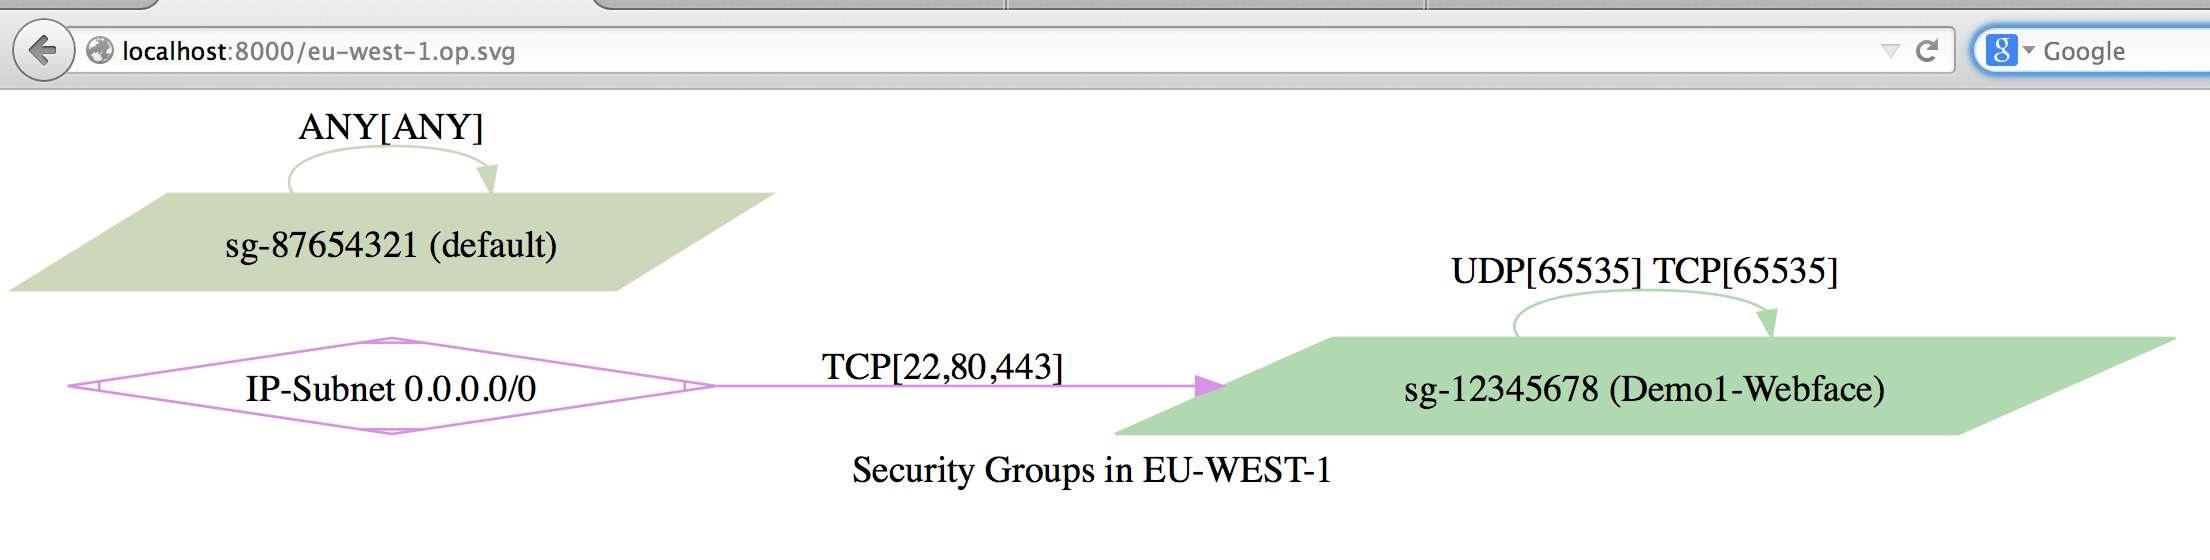 localhost:8000/eu-west-1.op.svg
g Google
ANY[ANY]
sg-87654321 (default)
UDP[65535] TCP[65535]
IP-Subnet 0.0.0.0/0
TCP[22,80,443]
sg-12345678 (Demo1-Webface)
Security Groups in EU-WEST-1